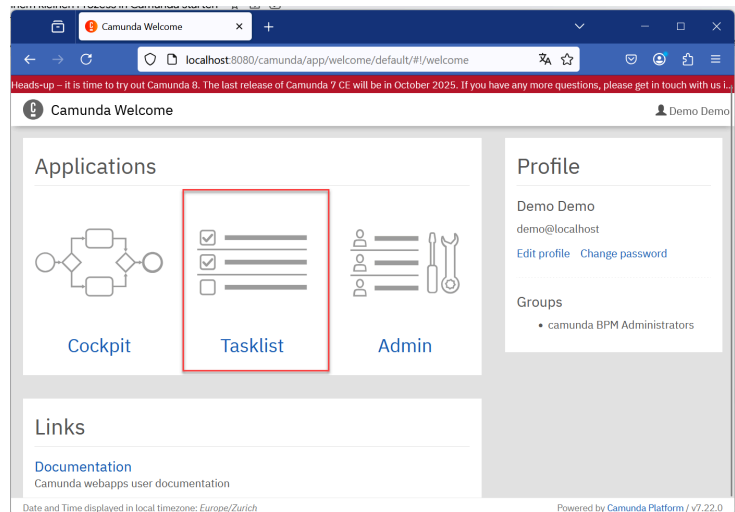 Camunda Welcome
localhost:8080/camunda/app/welcome/default/#!/welcome
Heads-up – it is time to try out Camunda 8. The last release of Camunda 7 CE will be in October 2025. If you have any more questions, please get in touch with us i...
Camunda Welcome
Demo Demo
Applications
Cockpit
Tasklist
Admin
Profile
Demo Demo
demo@localhost
Edit profile Change password
Groups
• camunda BPM Administrators
Links
Documentation
Camunda webapps user documentation
Date and Time displayed in local timezone: Europe/Zurich
Powered by Camunda Platform / v7.22.0